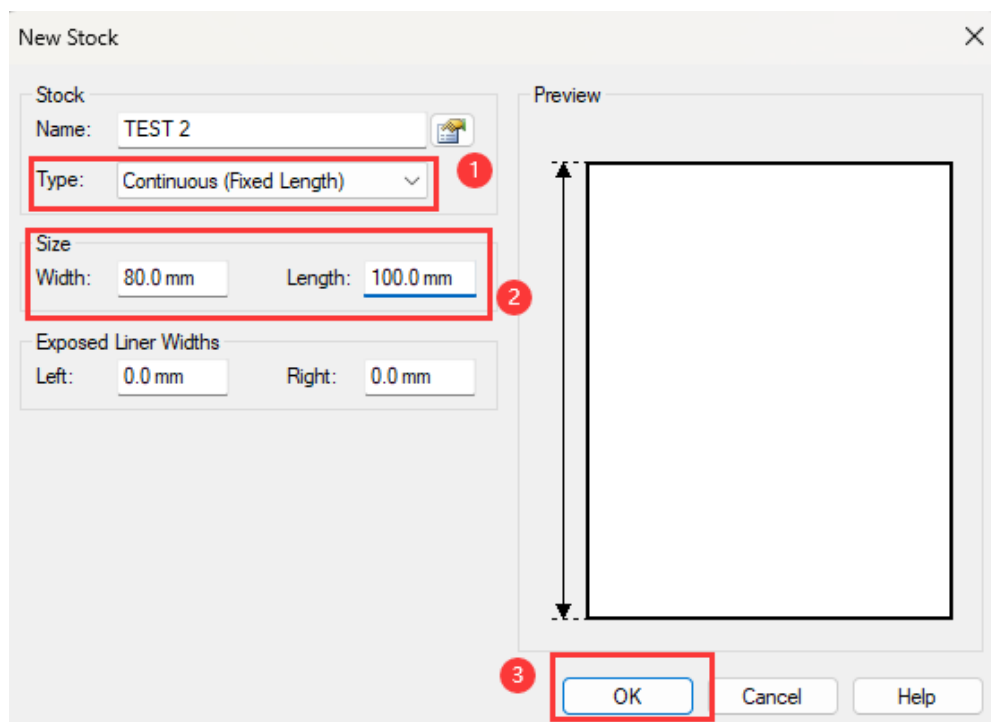 New Stock
Stock
Name: TEST 2
Type: Continuous (Fixed Length)
1
Size
Width: 80.0 mm Length: 100.0 mm
2
Exposed Liner Widths
Left: 0.0 mm Right: 0.0 mm
Preview
3
OK Cancel Help